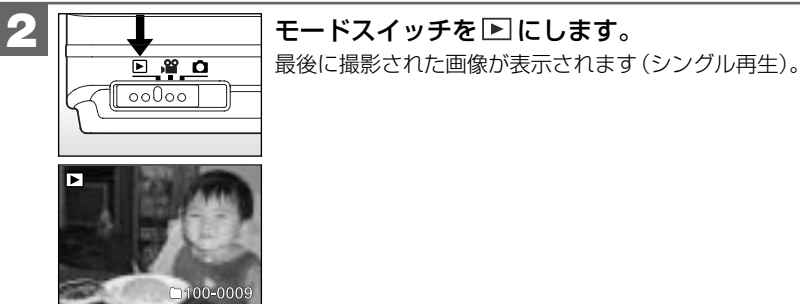 2
モードスイッチを▶にします。
最後に撮影された画像が表示されます（シングル再生）。
100-0009